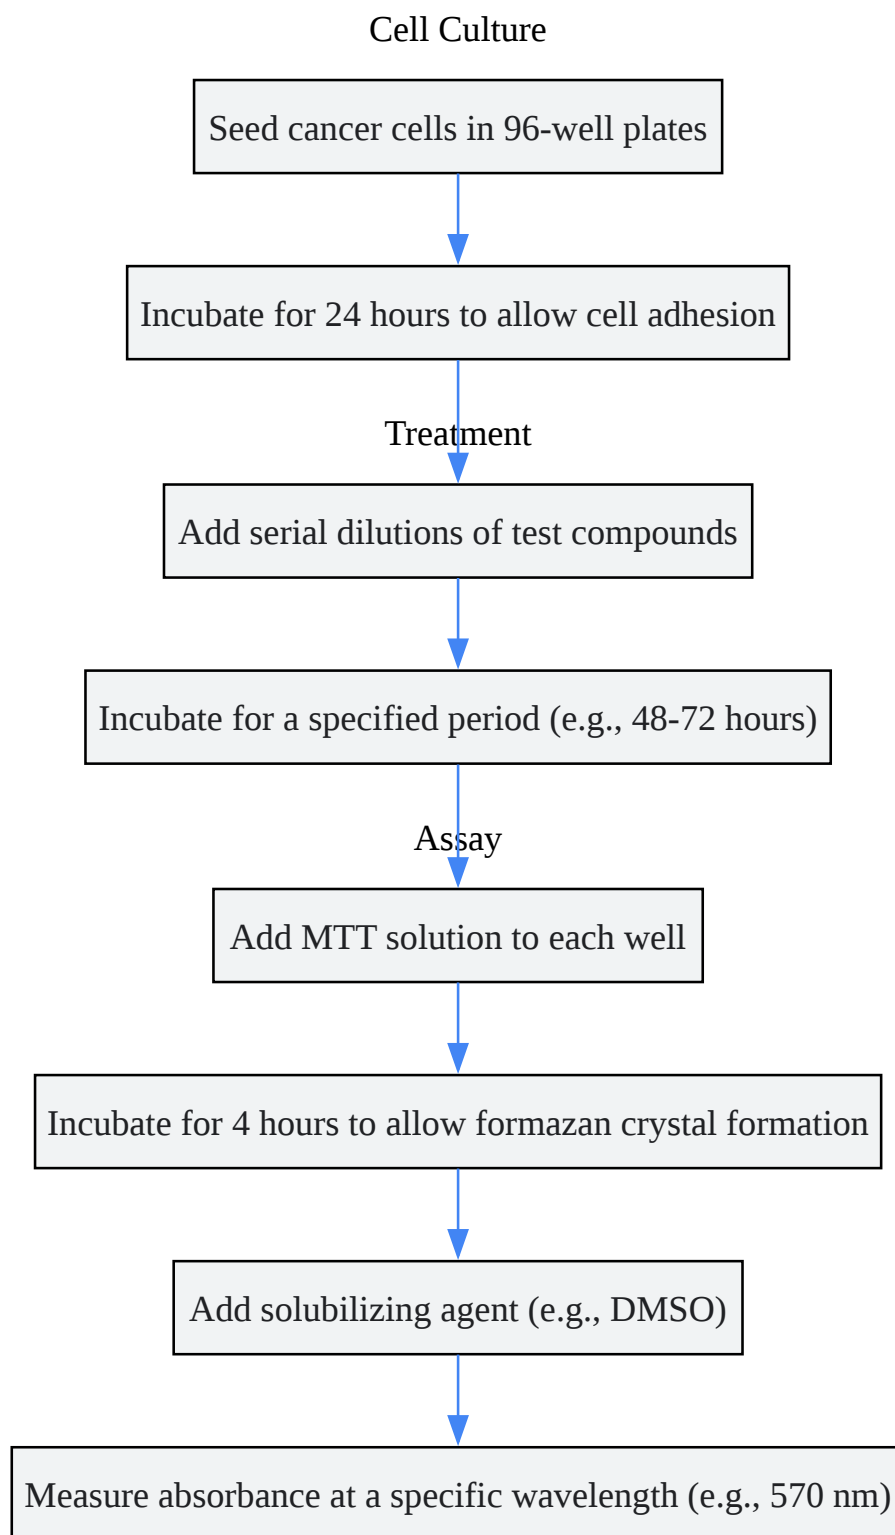 Cell Culture
Seed cancer cells in 96-well plates
Incubate for 24 hours to allow cell adhesion
Treatment
Add serial dilutions of test compounds
Incubate for a specified period (e.g., 48-72 hours)
Assay
Add MTT solution to each well
Incubate for 4 hours to allow formazan crystal formation
Add solubilizing agent (e.g., DMSO)
Measure absorbance at a specific wavelength (e.g., 570 nm)